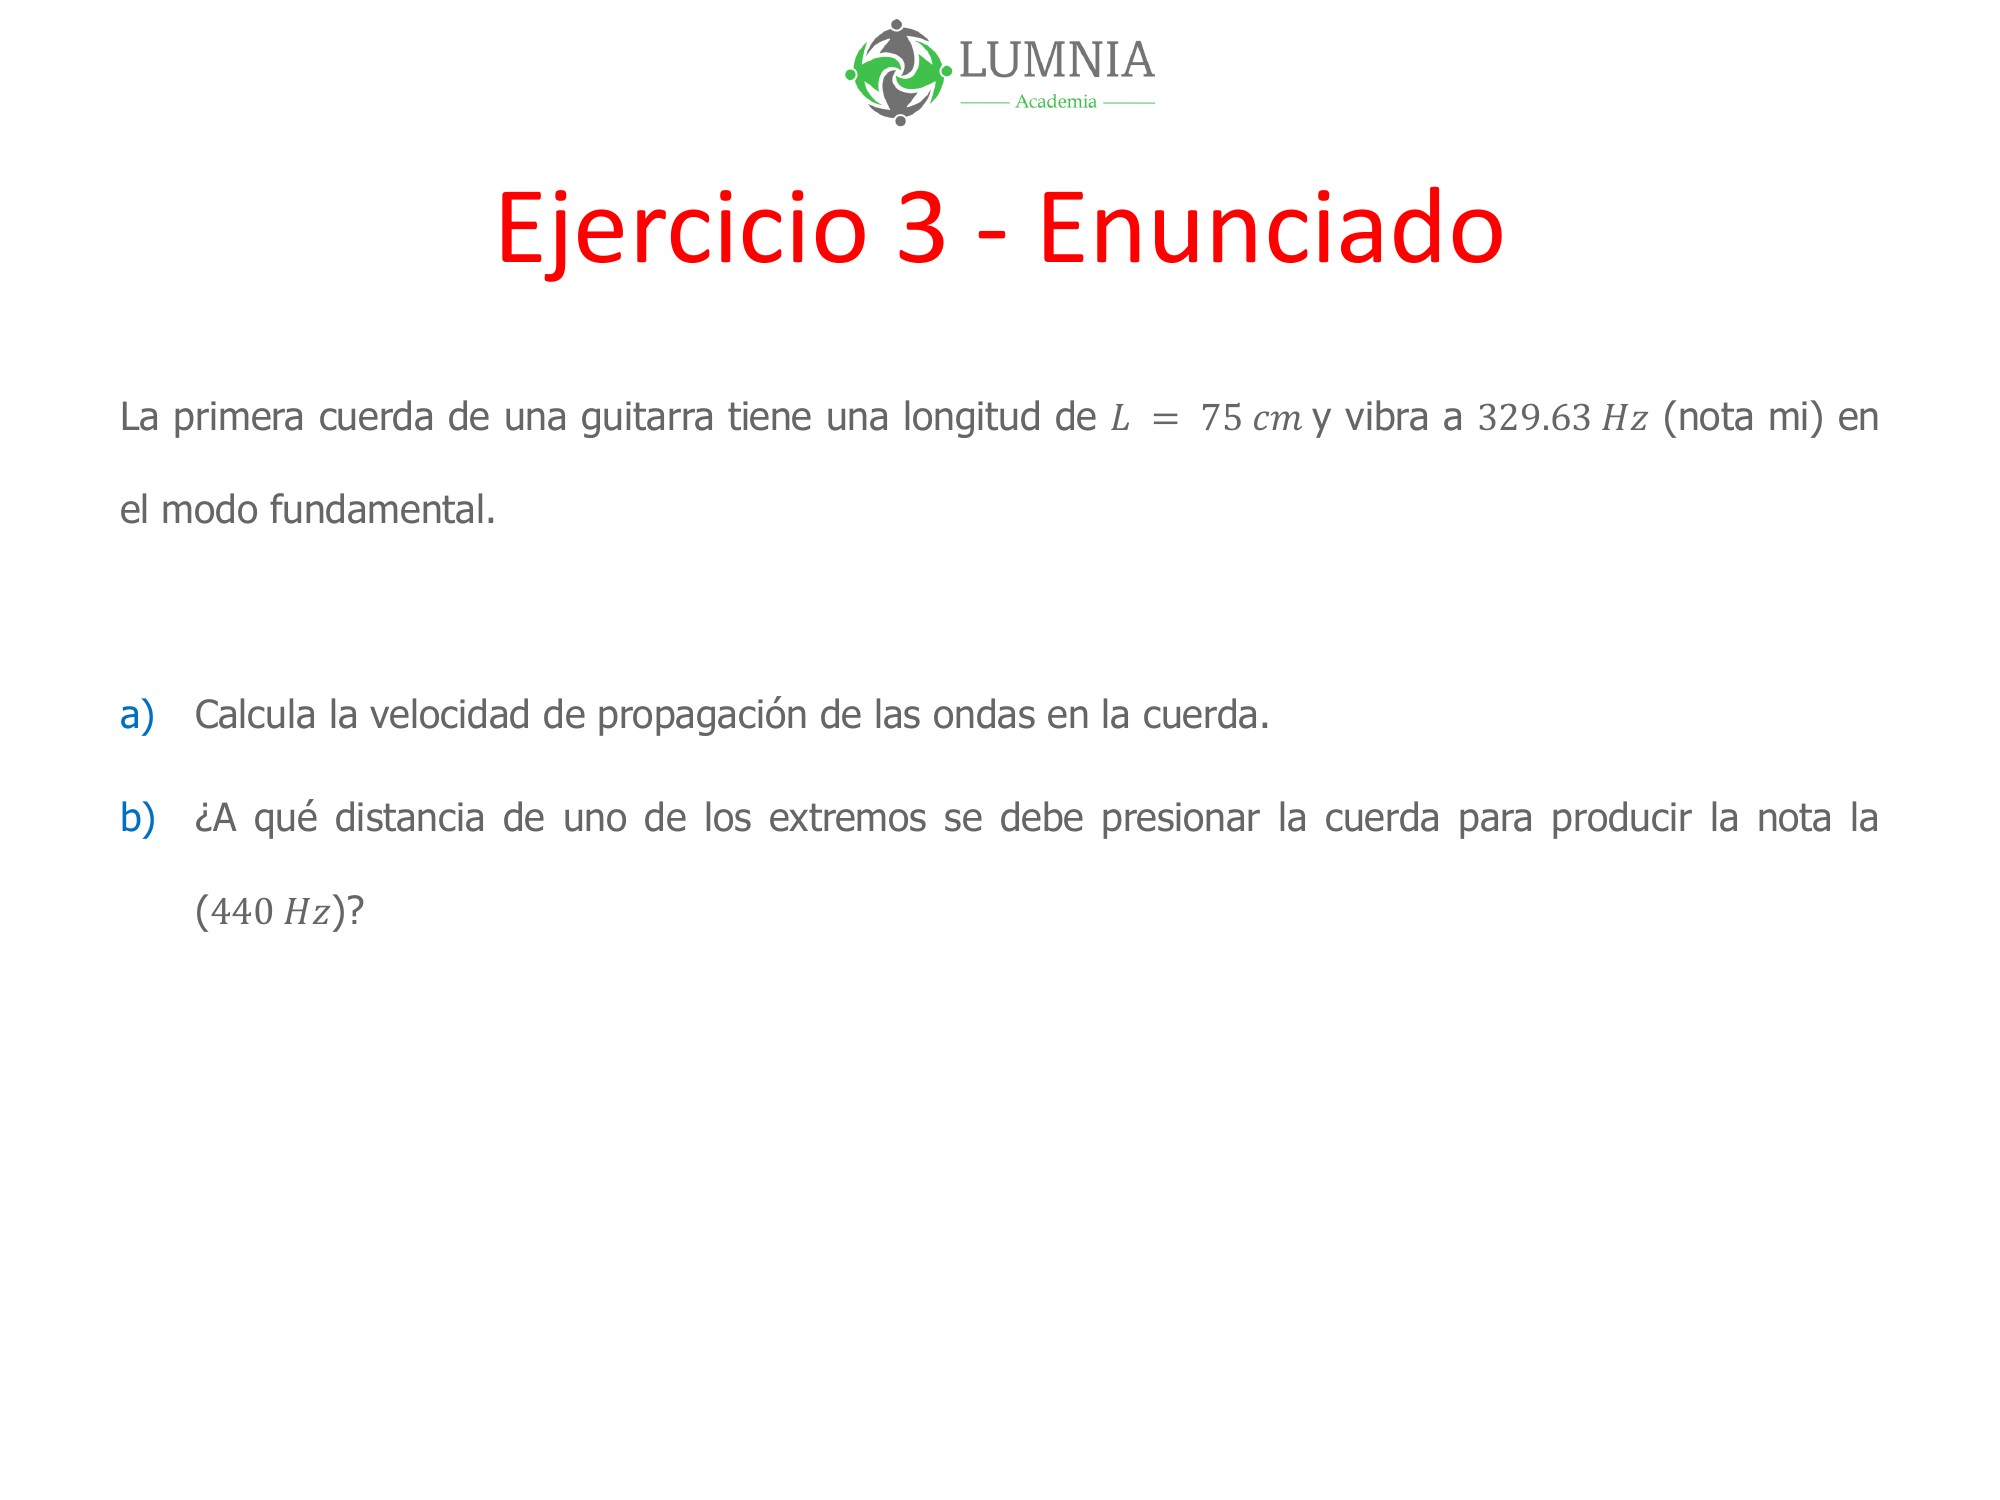 LUMNIA
Academia
Ejercicio 3 - Enunciado
La primera cuerda de una guitarra tiene una longitud de L = 75 cm y vibra a 329.63 Hz (nota mi) en
el modo fundamental.
a) Calcula la velocidad de propagación de las ondas en la cuerda.
b) ¿A qué distancia de uno de los extremos se debe presionar la cuerda para producir la nota la
(440 Hz)?